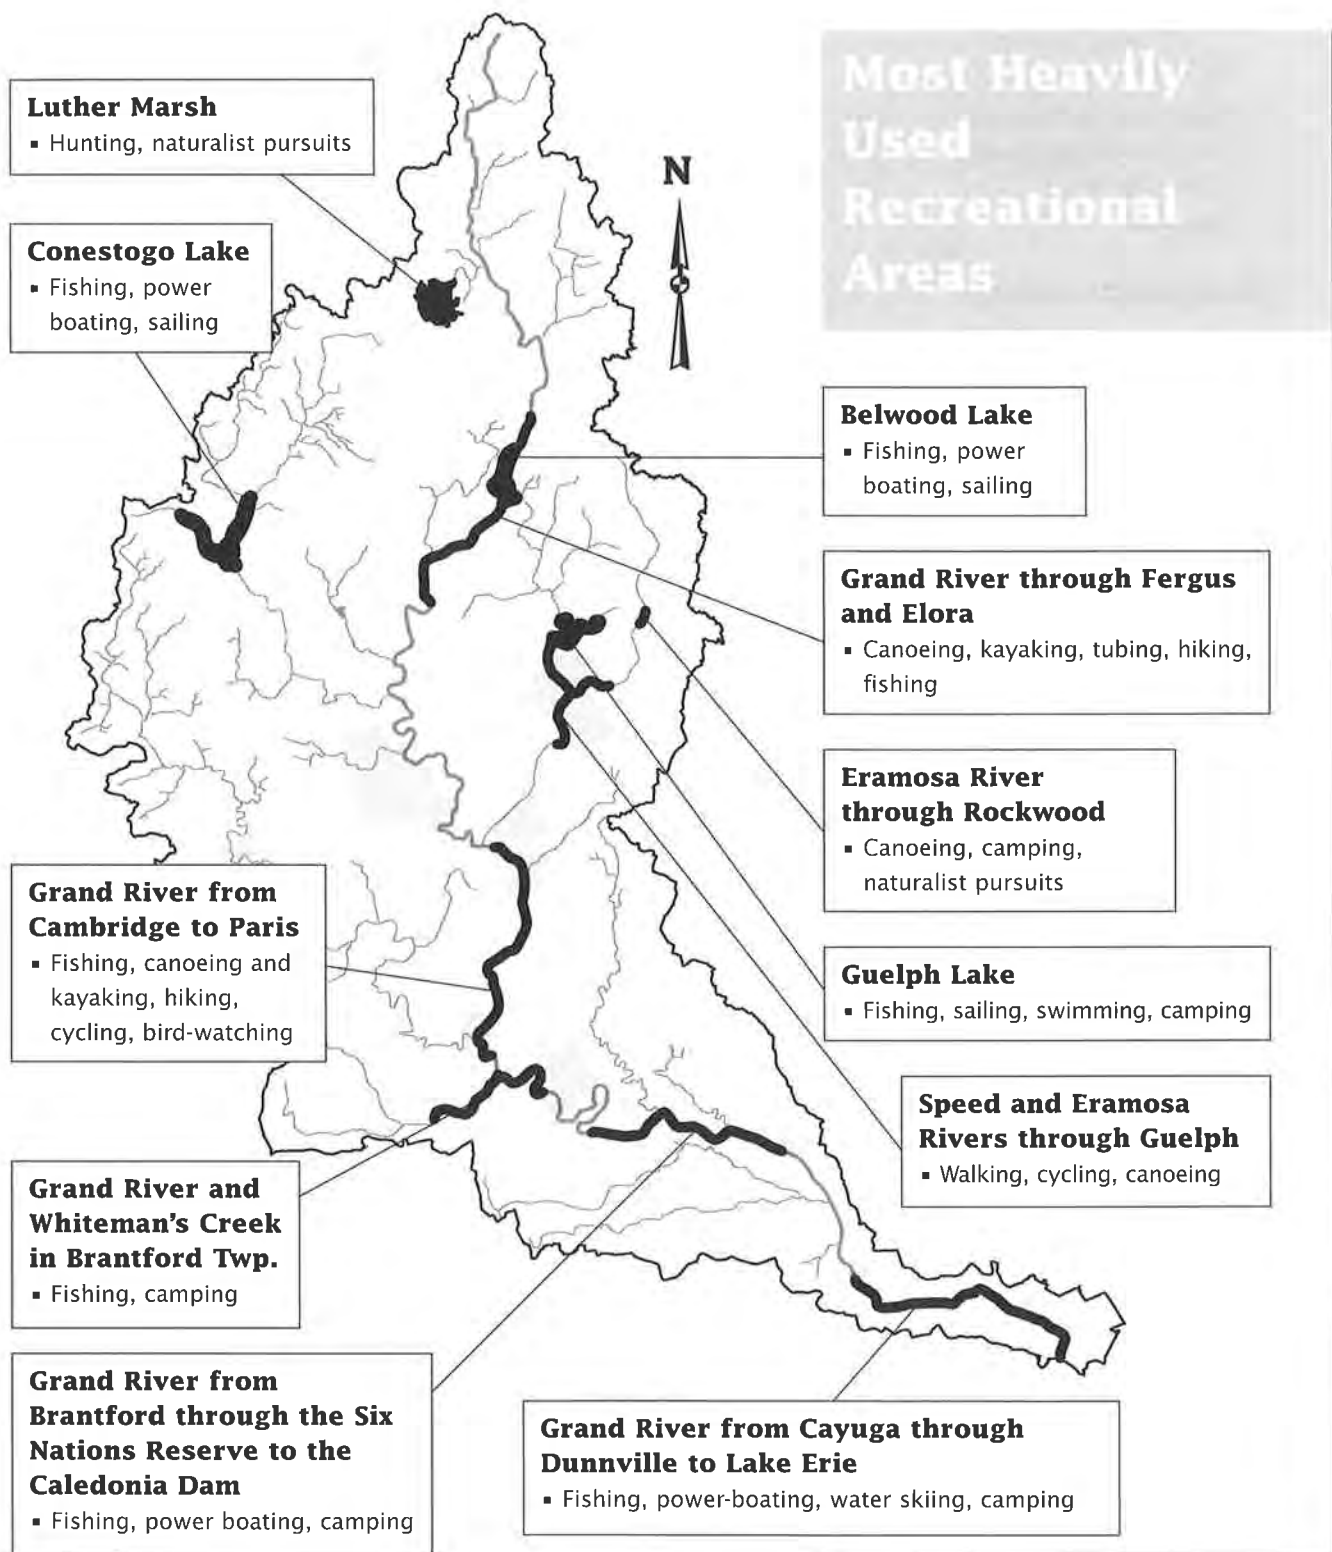 Most Heavily
Used
Recreational
Areas
N
Luther Marsh
▪ Hunting, naturalist pursuits
Conestogo Lake
▪ Fishing, power
boating, sailing
Belwood Lake
▪ Fishing, power
boating, sailing
Grand River through Fergus
and Elora
▪ Canoeing, kayaking, tubing, hiking,
fishing
Eramosa River
through Rockwood
▪ Canoeing, camping,
naturalist pursuits
Grand River from
Cambridge to Paris
▪ Fishing, canoeing and
kayaking, hiking,
cycling, bird-watching
Guelph Lake
▪ Fishing, sailing, swimming, camping
Speed and Eramosa
Rivers through Guelph
▪ Walking, cycling, canoeing
Grand River and
Whiteman's Creek
in Brantford Twp.
▪ Fishing, camping
Grand River from
Brantford through the Six
Nations Reserve to the
Caledonia Dam
▪ Fishing, power boating, camping
Grand River from Cayuga through
Dunnville to Lake Erie
▪ Fishing, power-boating, water skiing, camping